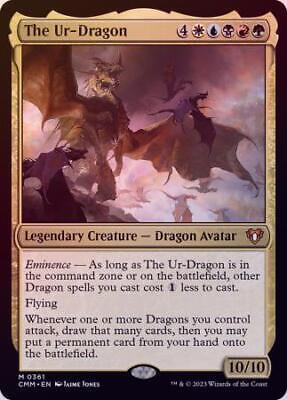 The Ur-Dragon 4
Legendary Creature — Dragon Avatar
Eminence — As long as The Ur-Dragon is in
the command zone or on the battlefield, other
Dragon spells you cast cost 1 less to cast.
Flying
Whenever one or more Dragons you control
attack, draw that many cards, then you may
put a permanent card from your hand onto
the battlefield.
10/10
M 0361
CMM • EN JAIME JONES
™ & © 2023 Wizards of the Coast